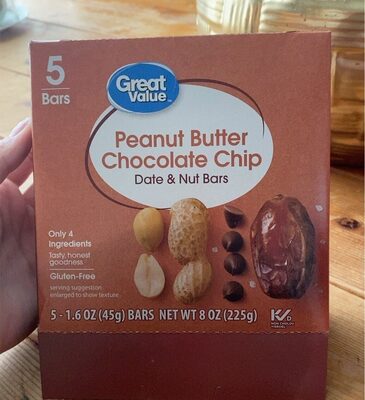 5
Bars
Great
Value™
Peanut Butter
Chocolate Chip
Date & Nut Bars
Only 4
Ingredients
Tasty, honest
goodness
Gluten-Free
serving suggestion
enlarged to show texture
5 - 1.6 OZ (45g) BARS NET WT 8 OZ (225g)